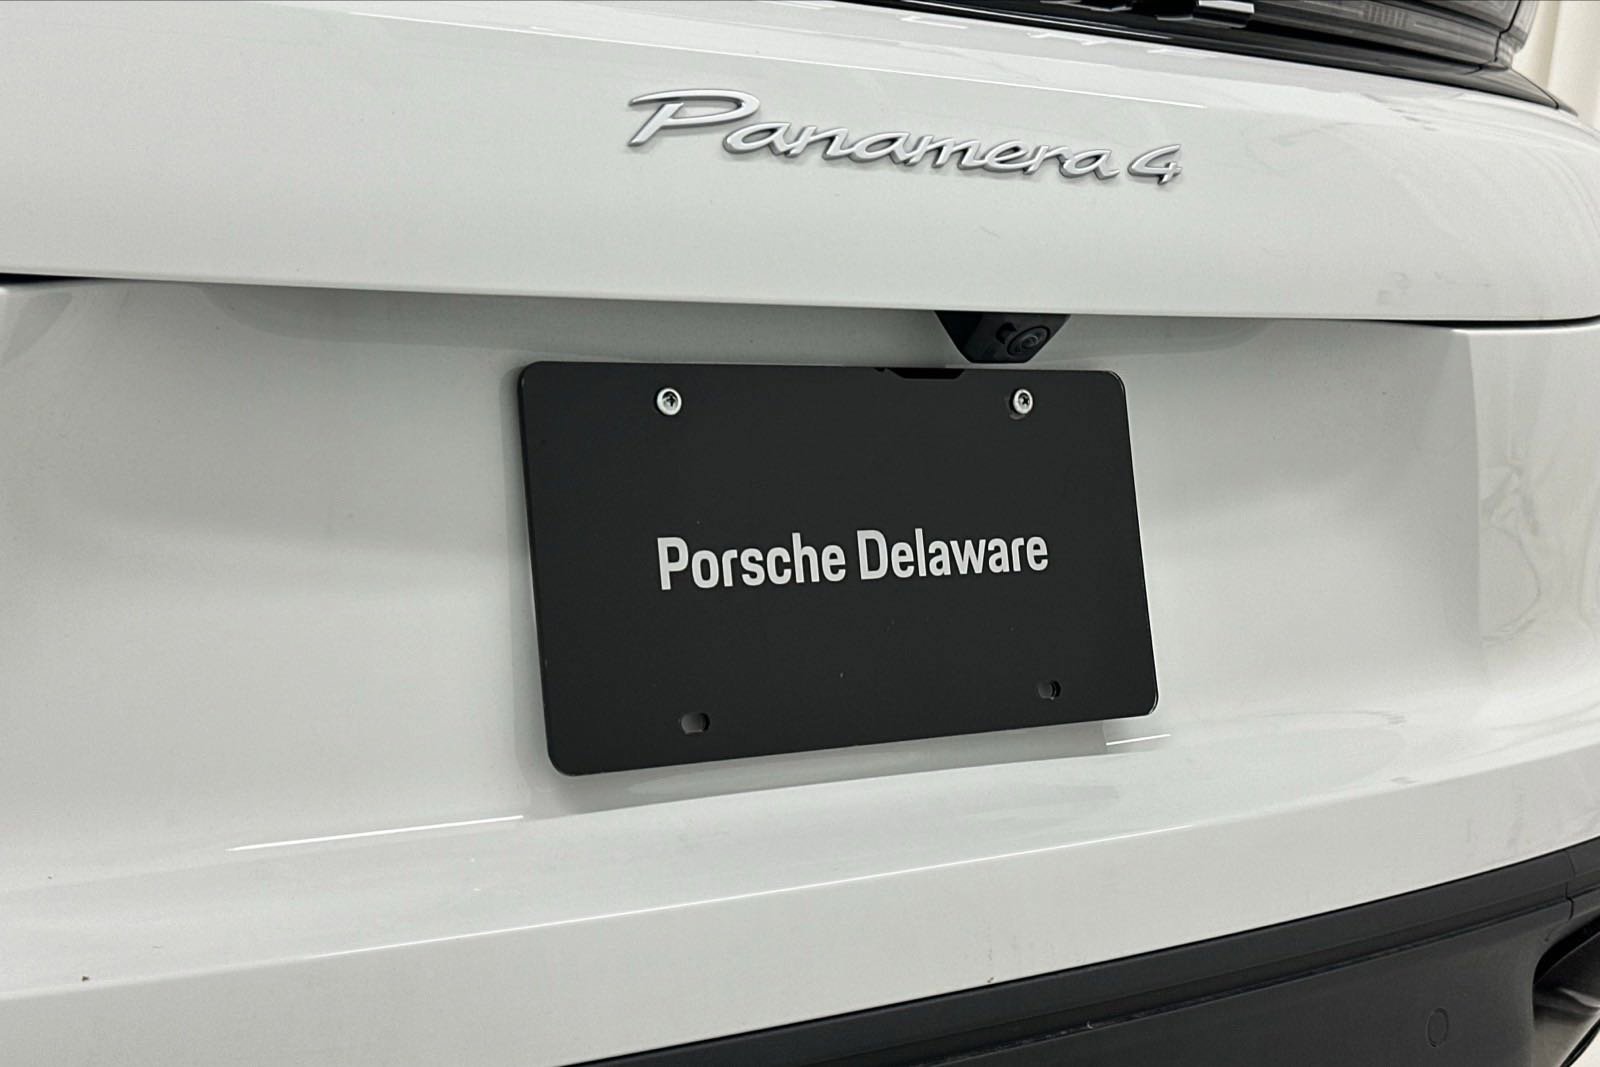 Panamera 4
Porsche Delaware